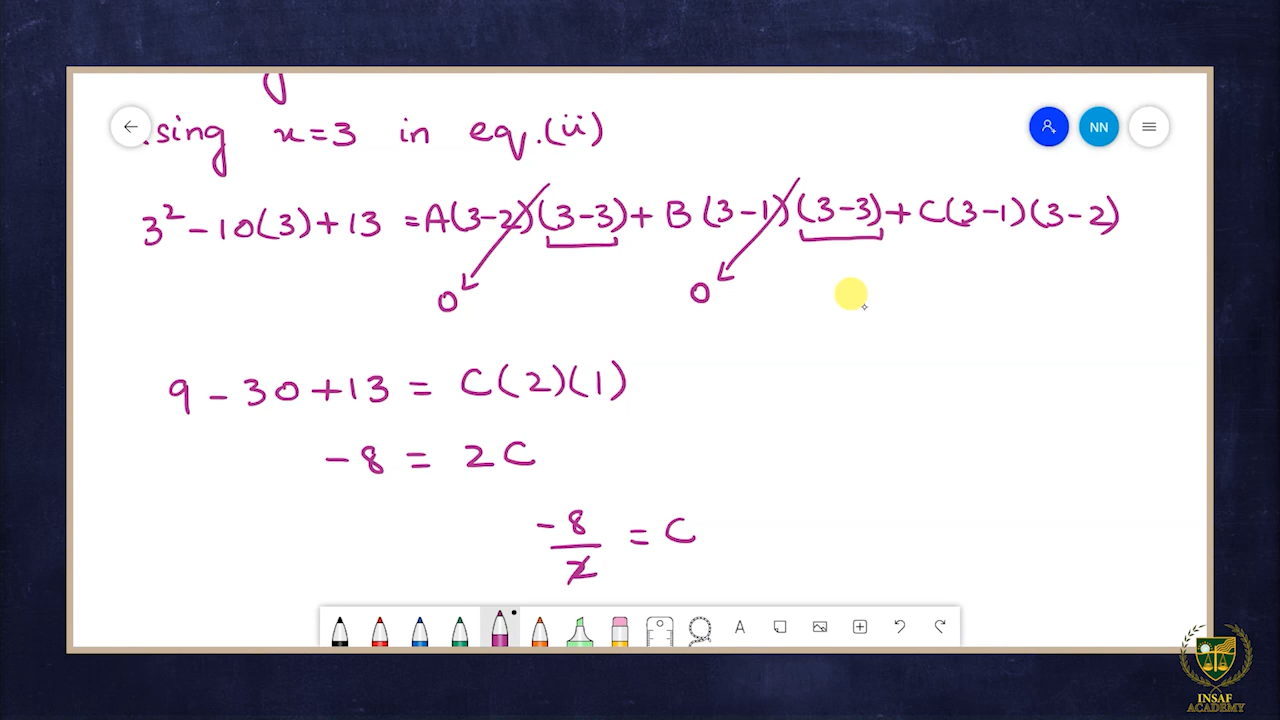 sing x=3 in eq.(ii)
NN
3² - 10(3) + 13 = A(3-2)(3-3) + B(3-1)(3-3) + C(3-1)(3-2)
0 0
9 - 30 + 13 = C(2)(1)
-8 = 2C
-8/2 = C
A
INSAF
ACADEMY